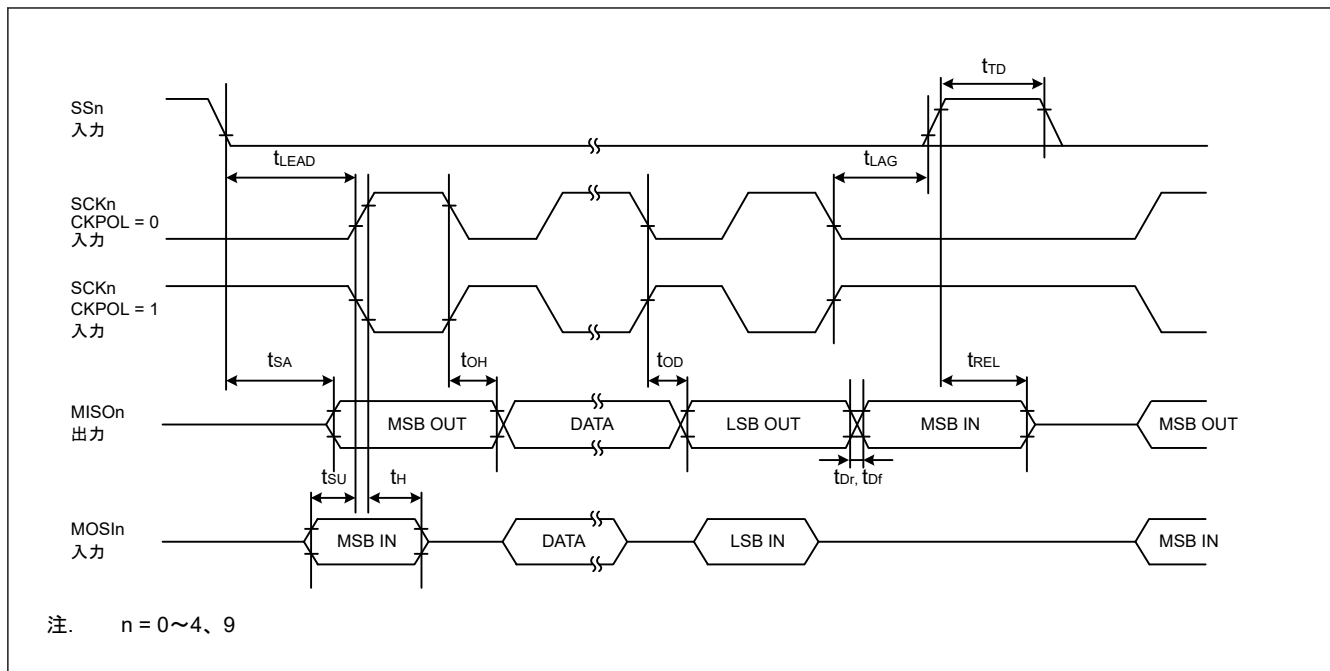 tTD
SSn
入力
tLEAD
tLAG
SCKn
CKPOL = 0
入力
SCKn
CKPOL = 1
入力
tSA
tOH
tOD
tREL
MISOn
出力
MSB OUT
DATA
LSB OUT
MSB IN
MSB OUT
tSU
tH
tDr, tDf
MOSIn
入力
MSB IN
DATA
LSB IN
MSB IN
注. n = 0～4、9